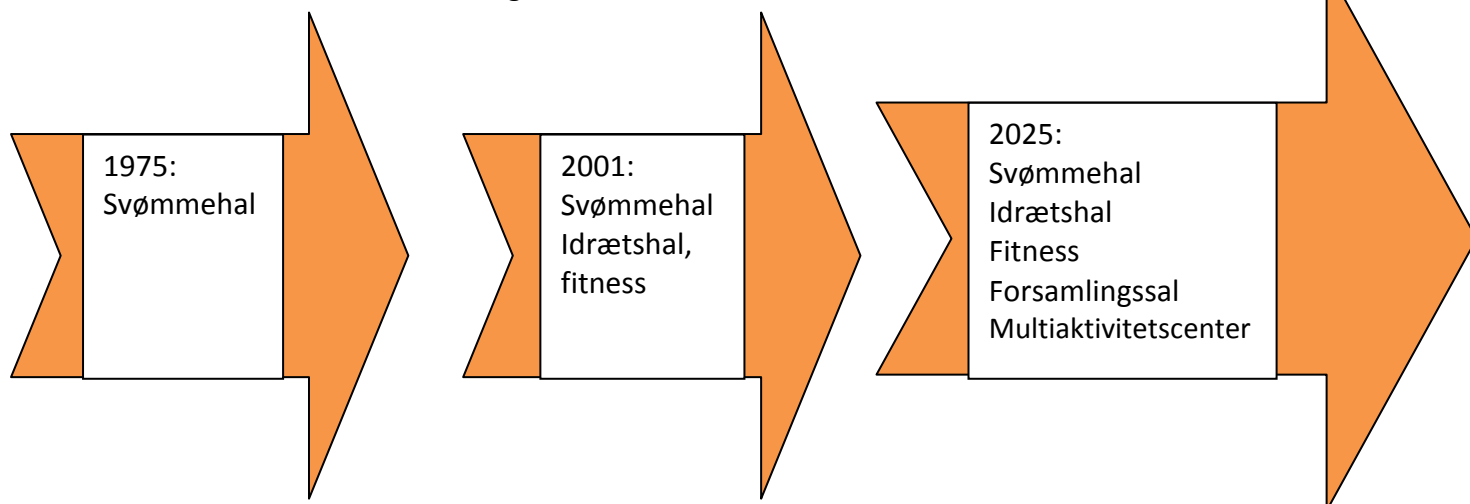 1975:
Svømmehal
2001:
Svømmehal
Idrætshal,
fitness
2025:
Svømmehal
Idrætshal
Fitness
Forsamlingssal
Multiaktivitetscenter